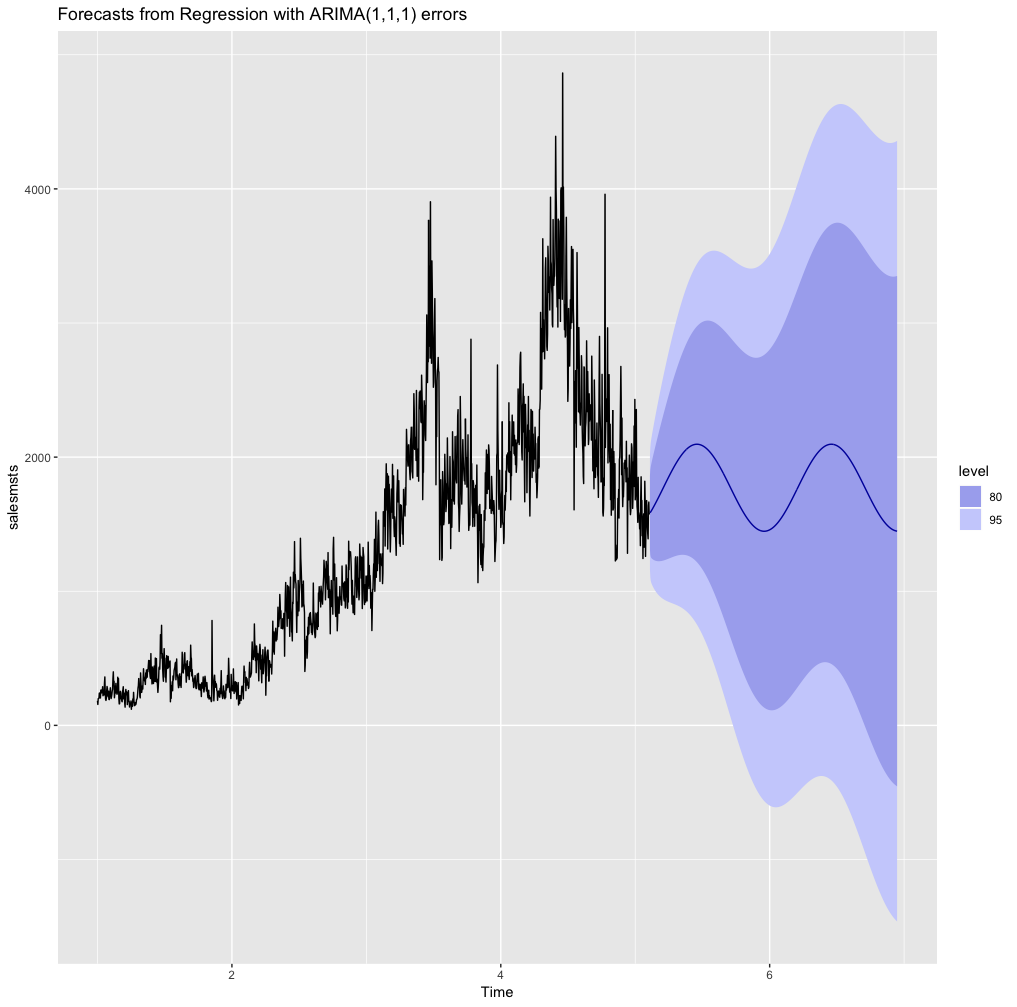 Forecasts from Regression with ARIMA(1,1,1) errors
4000
2000
0
salesmsts
2
4
6
Time
level
80
95